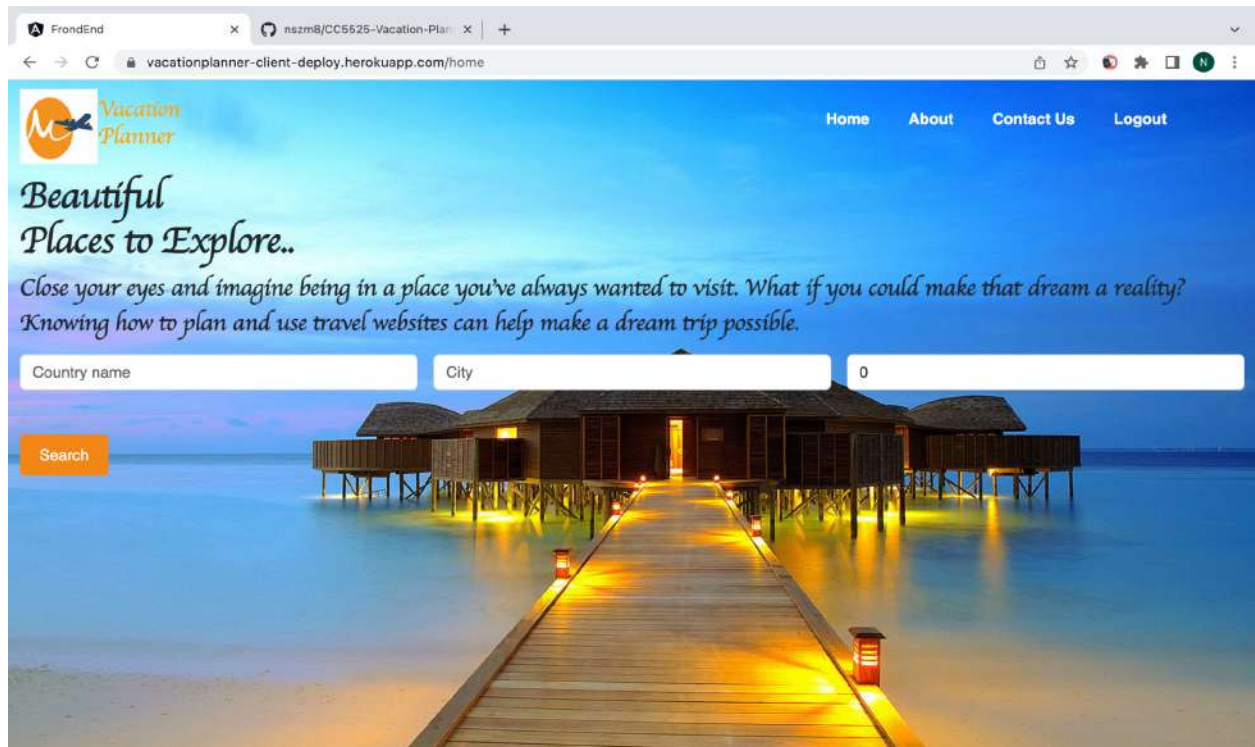 FrondEnd
nszm8/CC5525-Vacation-Plan
vacationplanner-client-deploy.herokuapp.com/home
N
Vacation
Planner
Home About Contact Us Logout
Beautiful
Places to Explore..
Close your eyes and imagine being in a place you've always wanted to visit. What if you could make that dream a reality?
Knowing how to plan and use travel websites can help make a dream trip possible.
Country name City 0
Search